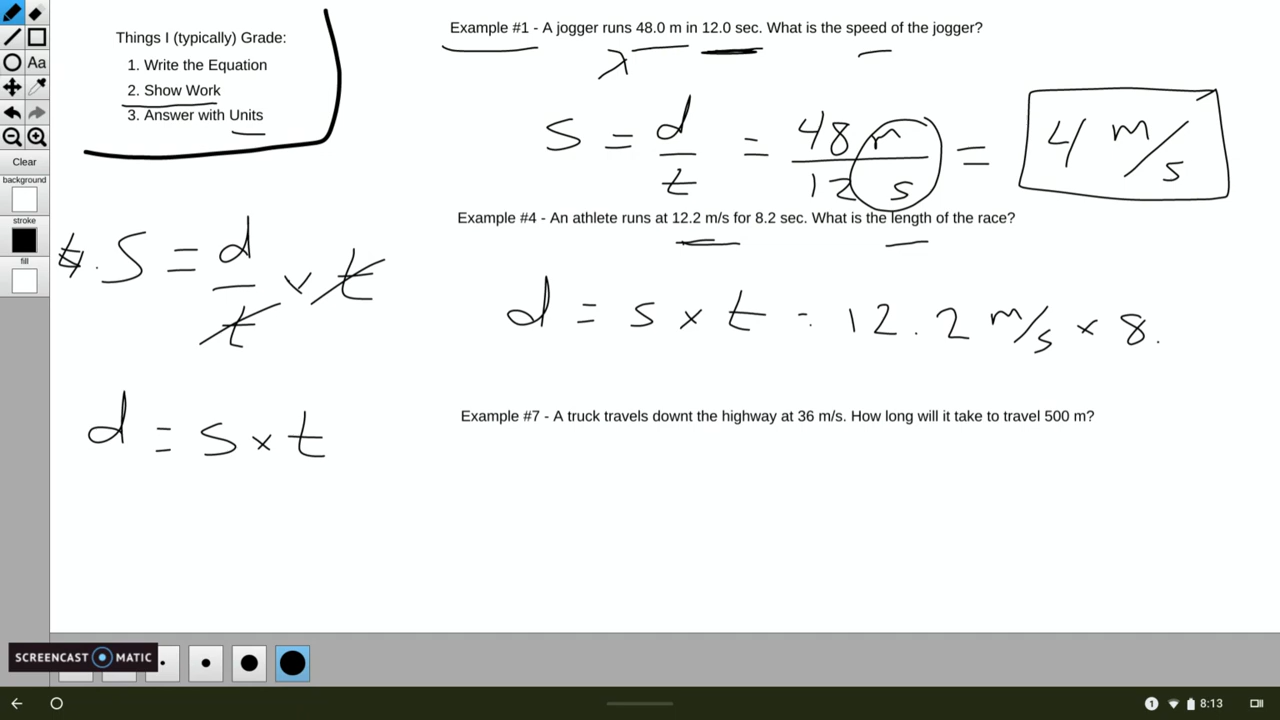 Things I (typically) Grade:
1. Write the Equation
2. Show Work
3. Answer with Units
Example #1 - A jogger runs 48.0 m in 12.0 sec. What is the speed of the jogger?
s = d/t = 48 m / 12 s = 4 m/s
Example #4 - An athlete runs at 12.2 m/s for 8.2 sec. What is the length of the race?
t · s = d/t × t
d = s × t = 12.2 m/s × 8.
d = s × t
Example #7 - A truck travels downt the highway at 36 m/s. How long will it take to travel 500 m?
Aa
Clear
background
stroke
fill
SCREENCAST MATIC
1 8:13